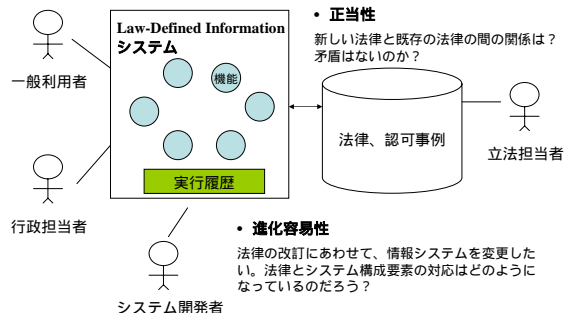 Law-Defined Information
システム
機能
実行履歴
一般利用者
行政担当者
システム開発者
• 正当性
新しい法律と既存の法律の間の関係は？
矛盾はないのか？
法律、認可事例
立法担当者
• 進化容易性
法律の改訂にあわせて、情報システムを変更した
い。法律とシステム構成要素の対応はどのように
なっているのだろう？